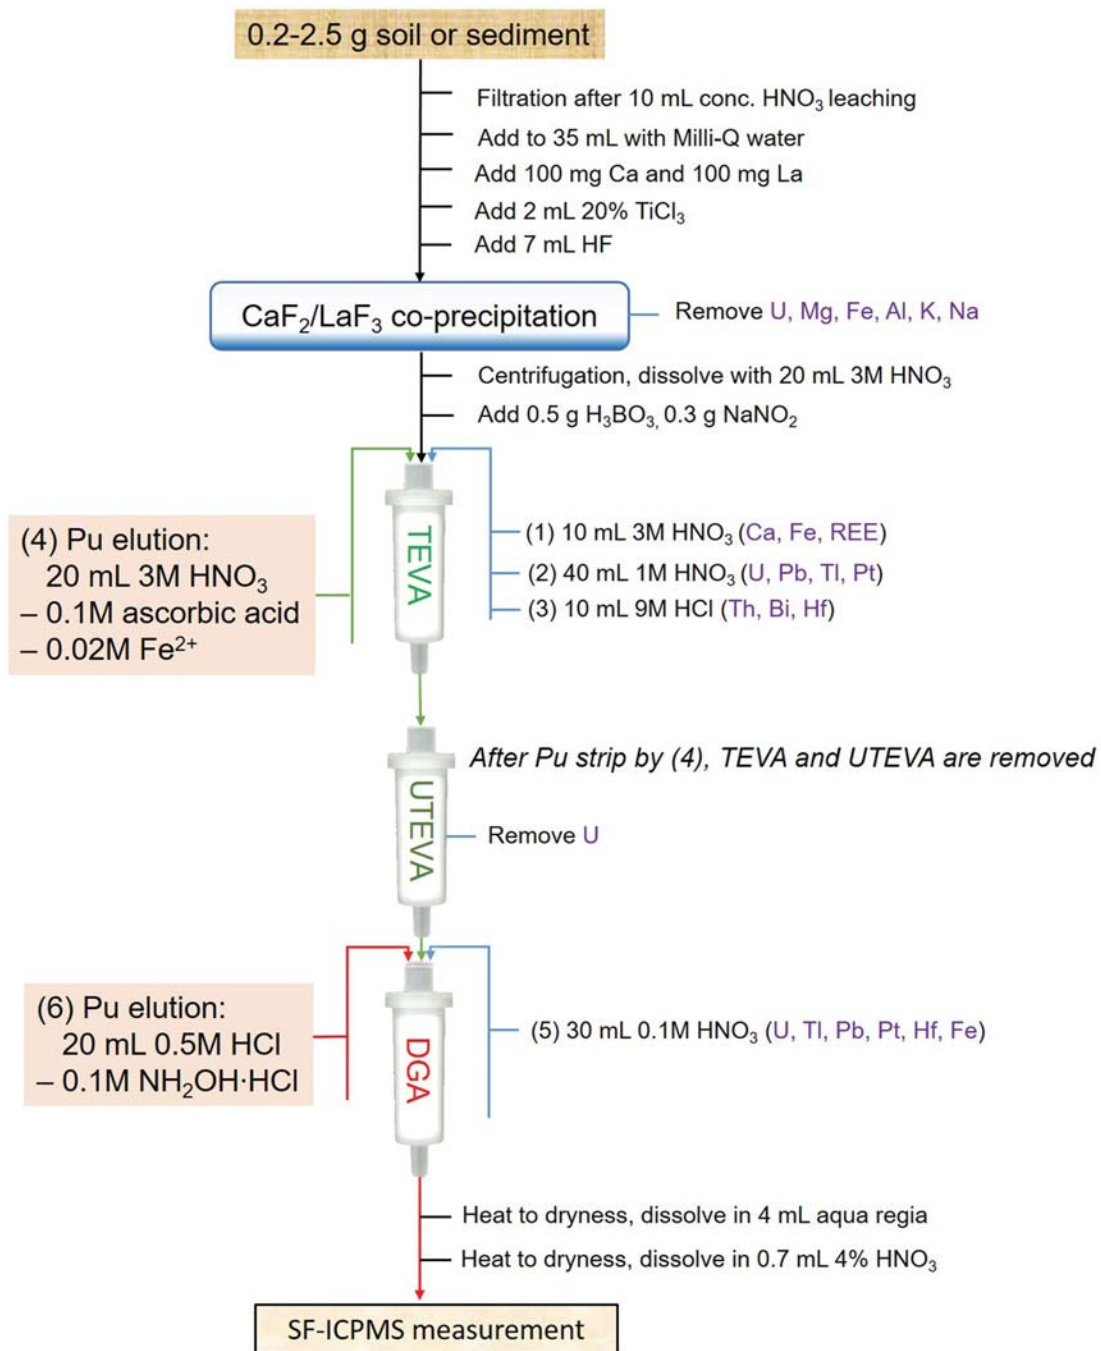 0.2-2.5 g soil or sediment
Filtration after 10 mL conc. HNO₃ leaching
Add to 35 mL with Milli-Q water
Add 100 mg Ca and 100 mg La
Add 2 mL 20% TiCl₃
Add 7 mL HF
CaF₂/LaF₃ co-precipitation
Remove U, Mg, Fe, Al, K, Na
Centrifugation, dissolve with 20 mL 3M HNO₃
Add 0.5 g H₃BO₃, 0.3 g NaNO₂
(4) Pu elution:
20 mL 3M HNO₃
– 0.1M ascorbic acid
– 0.02M Fe²⁺
TEVA
(1) 10 mL 3M HNO₃ (Ca, Fe, REE)
(2) 40 mL 1M HNO₃ (U, Pb, Tl, Pt)
(3) 10 mL 9M HCl (Th, Bi, Hf)
After Pu strip by (4), TEVA and UTEVA are removed
UTEVA
Remove U
(6) Pu elution:
20 mL 0.5M HCl
– 0.1M NH₂OH·HCl
DGA
(5) 30 mL 0.1M HNO₃ (U, Tl, Pb, Pt, Hf, Fe)
Heat to dryness, dissolve in 4 mL aqua regia
Heat to dryness, dissolve in 0.7 mL 4% HNO₃
SF-ICPMS measurement